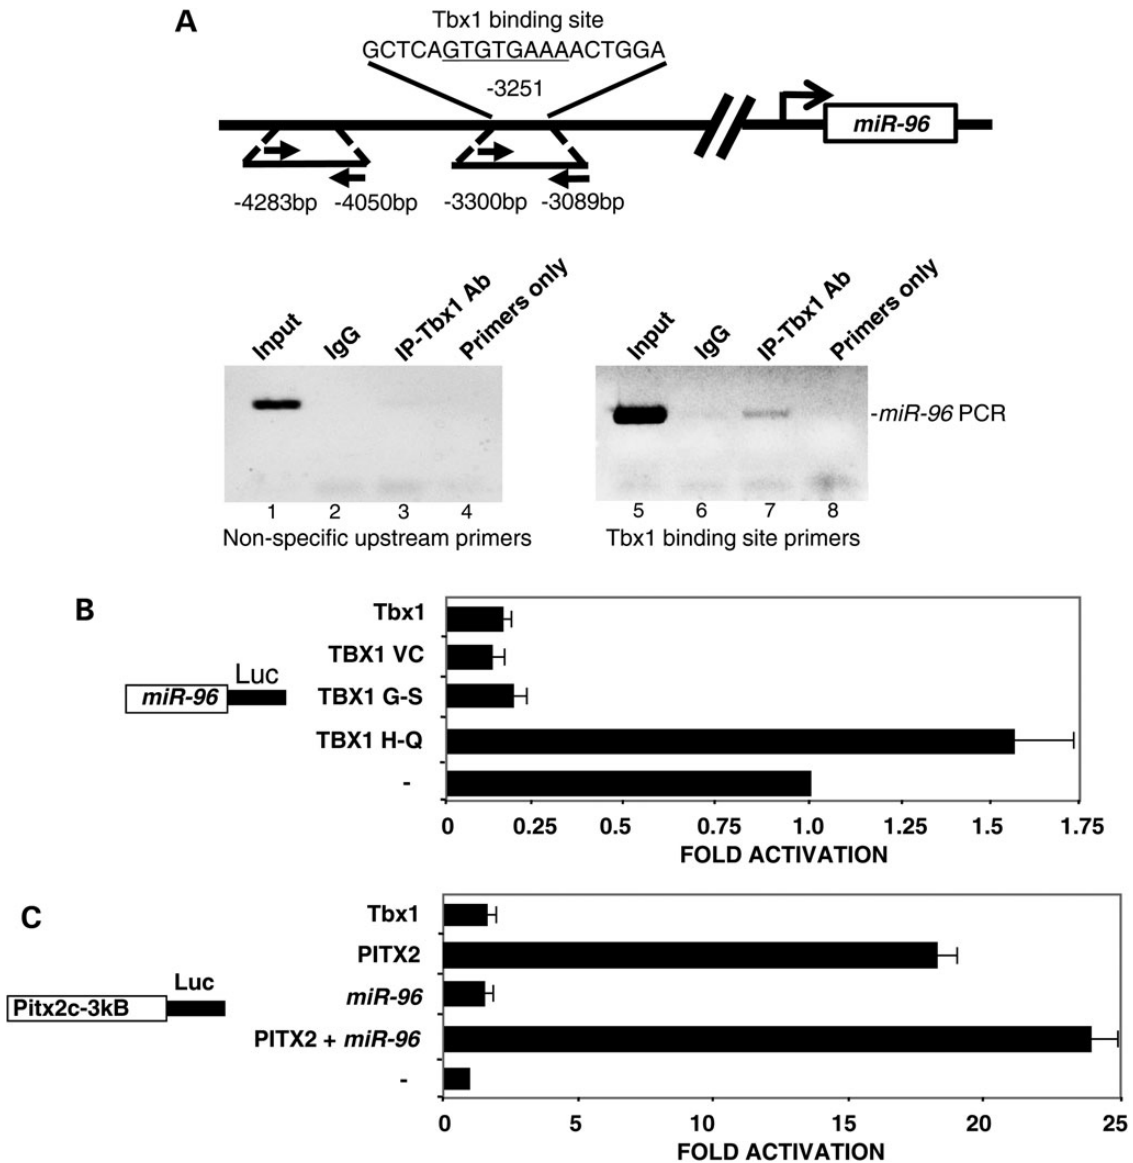 A
Tbx1 binding site
GCTCAGTGTGAAAACTGGA
-3251
miR-96
-4283bp -4050bp -3300bp -3089bp
Input IgG IP-Tbx1 Ab Primers only
Input IgG IP-Tbx1 Ab Primers only
-miR-96 PCR
1 2 3 4
5 6 7 8
Non-specific upstream primers
Tbx1 binding site primers
B
miR-96
Luc
Tbx1
TBX1 VC
TBX1 G-S
TBX1 H-Q
-
0 0.25 0.5 0.75 1.0 1.25 1.5 1.75
FOLD ACTIVATION
C
Pitx2c-3kB
Luc
Tbx1
PITX2
miR-96
PITX2 + miR-96
-
0 5 10 15 20 25
FOLD ACTIVATION